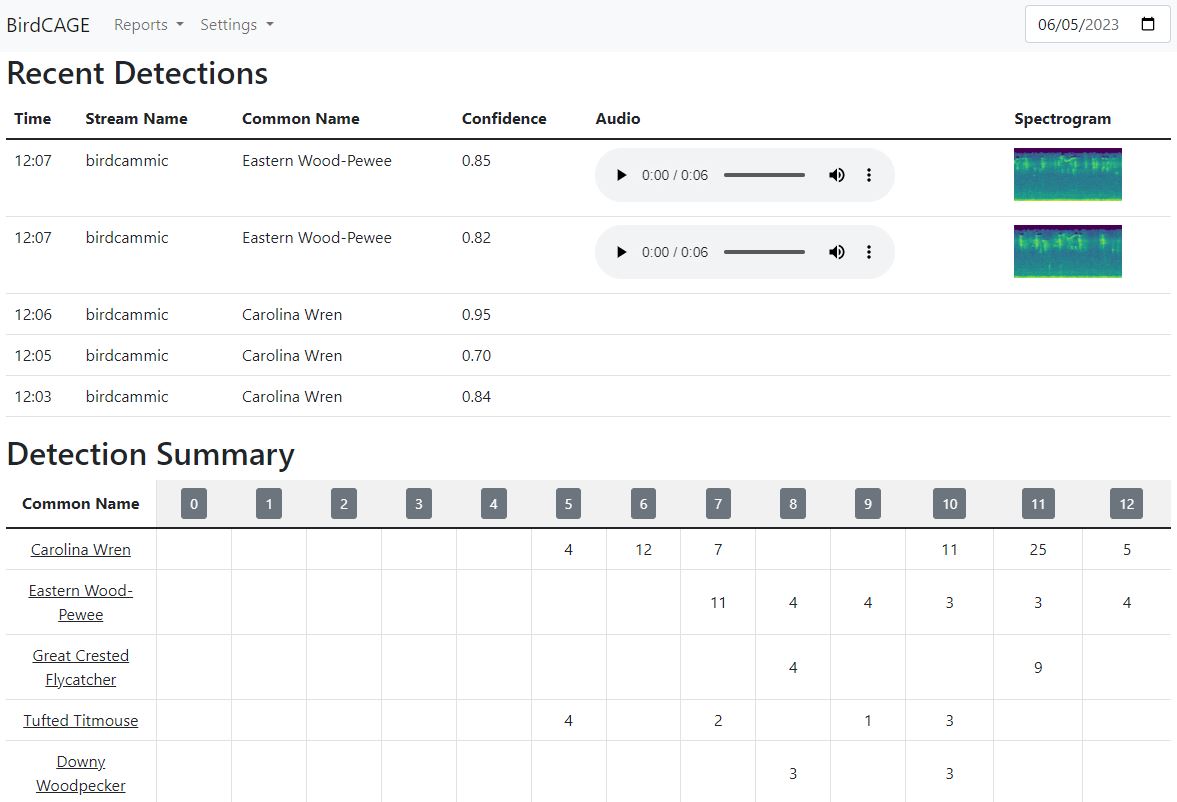 BirdCAGE Reports Settings 06/05/2023
Recent Detections
Time Stream Name Common Name Confidence Audio Spectrogram
12:07 birdcammic Eastern Wood-Pewee 0.85 0:00 / 0:06
12:07 birdcammic Eastern Wood-Pewee 0.82 0:00 / 0:06
12:06 birdcammic Carolina Wren 0.95
12:05 birdcammic Carolina Wren 0.70
12:03 birdcammic Carolina Wren 0.84
Detection Summary
Common Name 0 1 2 3 4 5 6 7 8 9 10 11 12
Carolina Wren 4 12 7 11 25 5
Eastern Wood-
Pewee 11 4 4 3 3 4
Great Crested
Flycatcher 4 9
Tufted Titmouse 4 2 1 3
Downy
Woodpecker 3 3